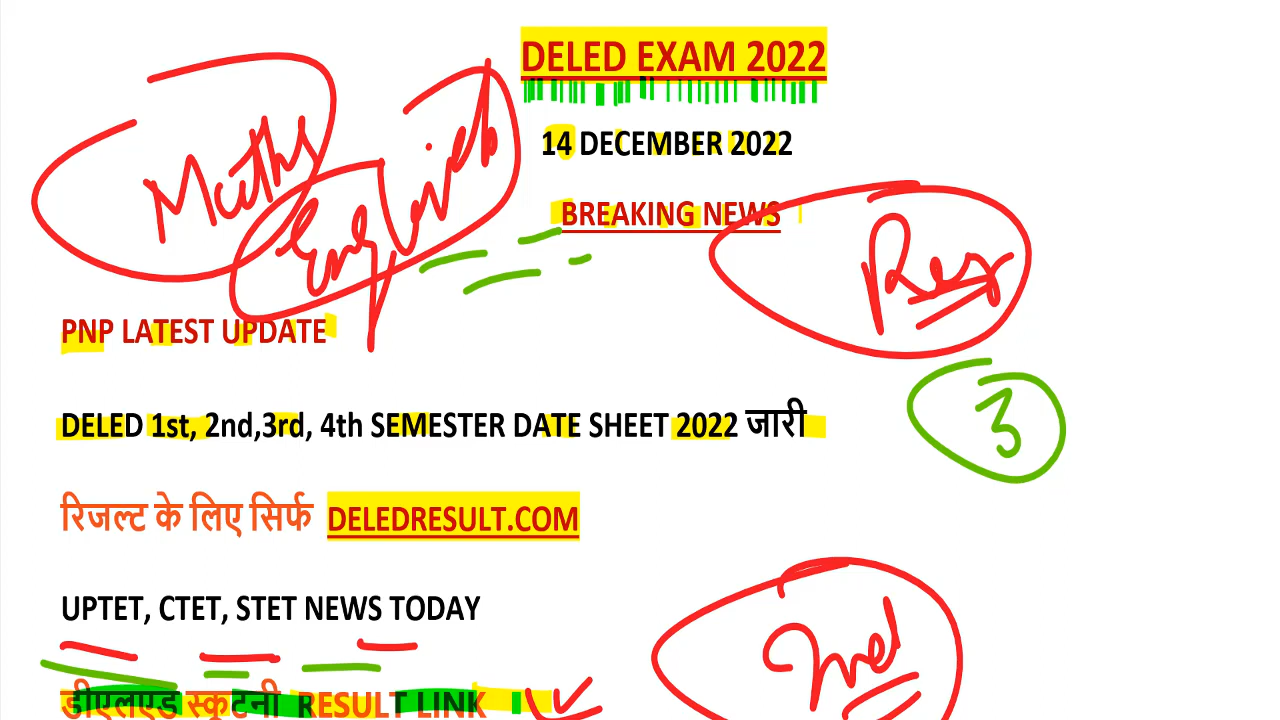 DELED EXAM 2022
14 DECEMBER 2022
BREAKING NEWS
Maths
English
PNP LATEST UPDATE
3
DELED 1st, 2nd,3rd, 4th SEMESTER DATE SHEET 2022 जारी
रिजल्ट के लिए सिर्फ DELEDRESULT.COM
UPTET, CTET, STET NEWS TODAY
डीएलएड स्कूटनी RESULT LINK